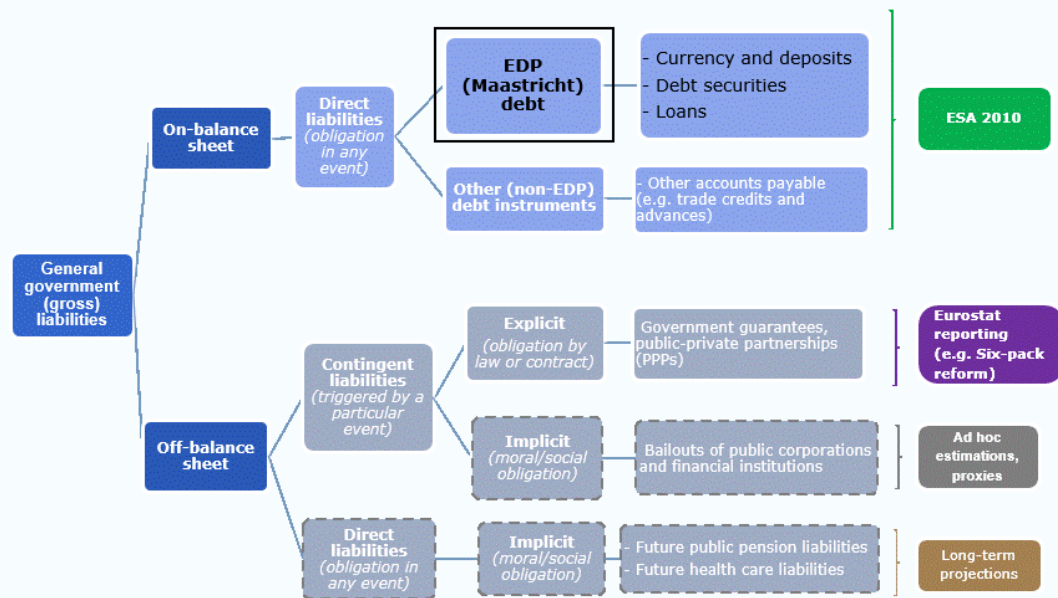 General
government
(gross)
liabilities
On-balance
sheet
Direct
liabilities
(obligation
in any
event)
EDP
(Maastricht)
debt
- Currency and deposits
- Debt securities
- Loans
ESA 2010
Other (non-EDP)
debt instruments
- Other accounts payable
(e.g. trade credits and
advances)
Off-balance
sheet
Contingent
liabilities
(triggered by a
particular
event)
Explicit
(obligation by
law or contract)
Government guarantees,
public-private partnerships
(PPPs)
Eurostat
reporting
(e.g. Six-pack
reform)
Implicit
(moral/social
obligation)
Bailouts of public corporations
and financial institutions
Ad hoc
estimations,
proxies
Direct
liabilities
(obligation in
any event)
Implicit
(moral/social
obligation)
- Future public pension liabilities
- Future health care liabilities
Long-term
projections